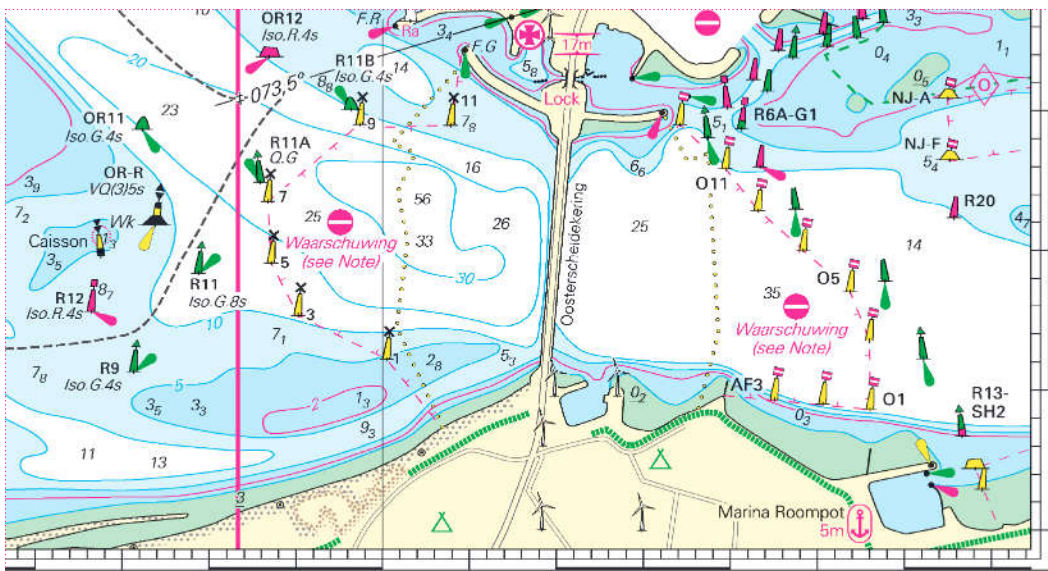 OR12
Iso.R.4s
F.R
Ra
3₄
F.G
17m
5₈
Lock
3₃
1₁
0₄
0₅
O
NJ-A
NJ-F
5₄
10
20
23
073,5°
R11B
Iso.G.4s
8₈
14
9
11
7₈
5₁
R6A-G1
OR11
Iso.G.4s
R11A
Q.G
7
16
6₆
O11
OR-R
VQ(3)5s
3₉
7₂
Wk
Caisson
1₃
3₅
25
56
33
26
30
25
R20
4₇
14
Waarschuwing
(see Note)
5
R11
Iso.G.8s
O5
35
Waarschuwing
(see Note)
R12
8₇
Iso.R.4s
3
10
7₁
1
2₈
5₃
Oosterscheidekering
R9
Iso.G.4s
7₈
5
3₅
3₃
2
1₃
9₃
0₂
AF3
0₃
O1
R13-
SH2
11
13
3
Marina Roompot
5m